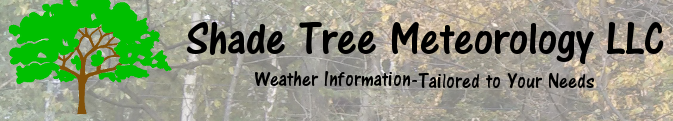 Shade Tree Meteorology LLC
Weather Information-Tailored to Your Needs